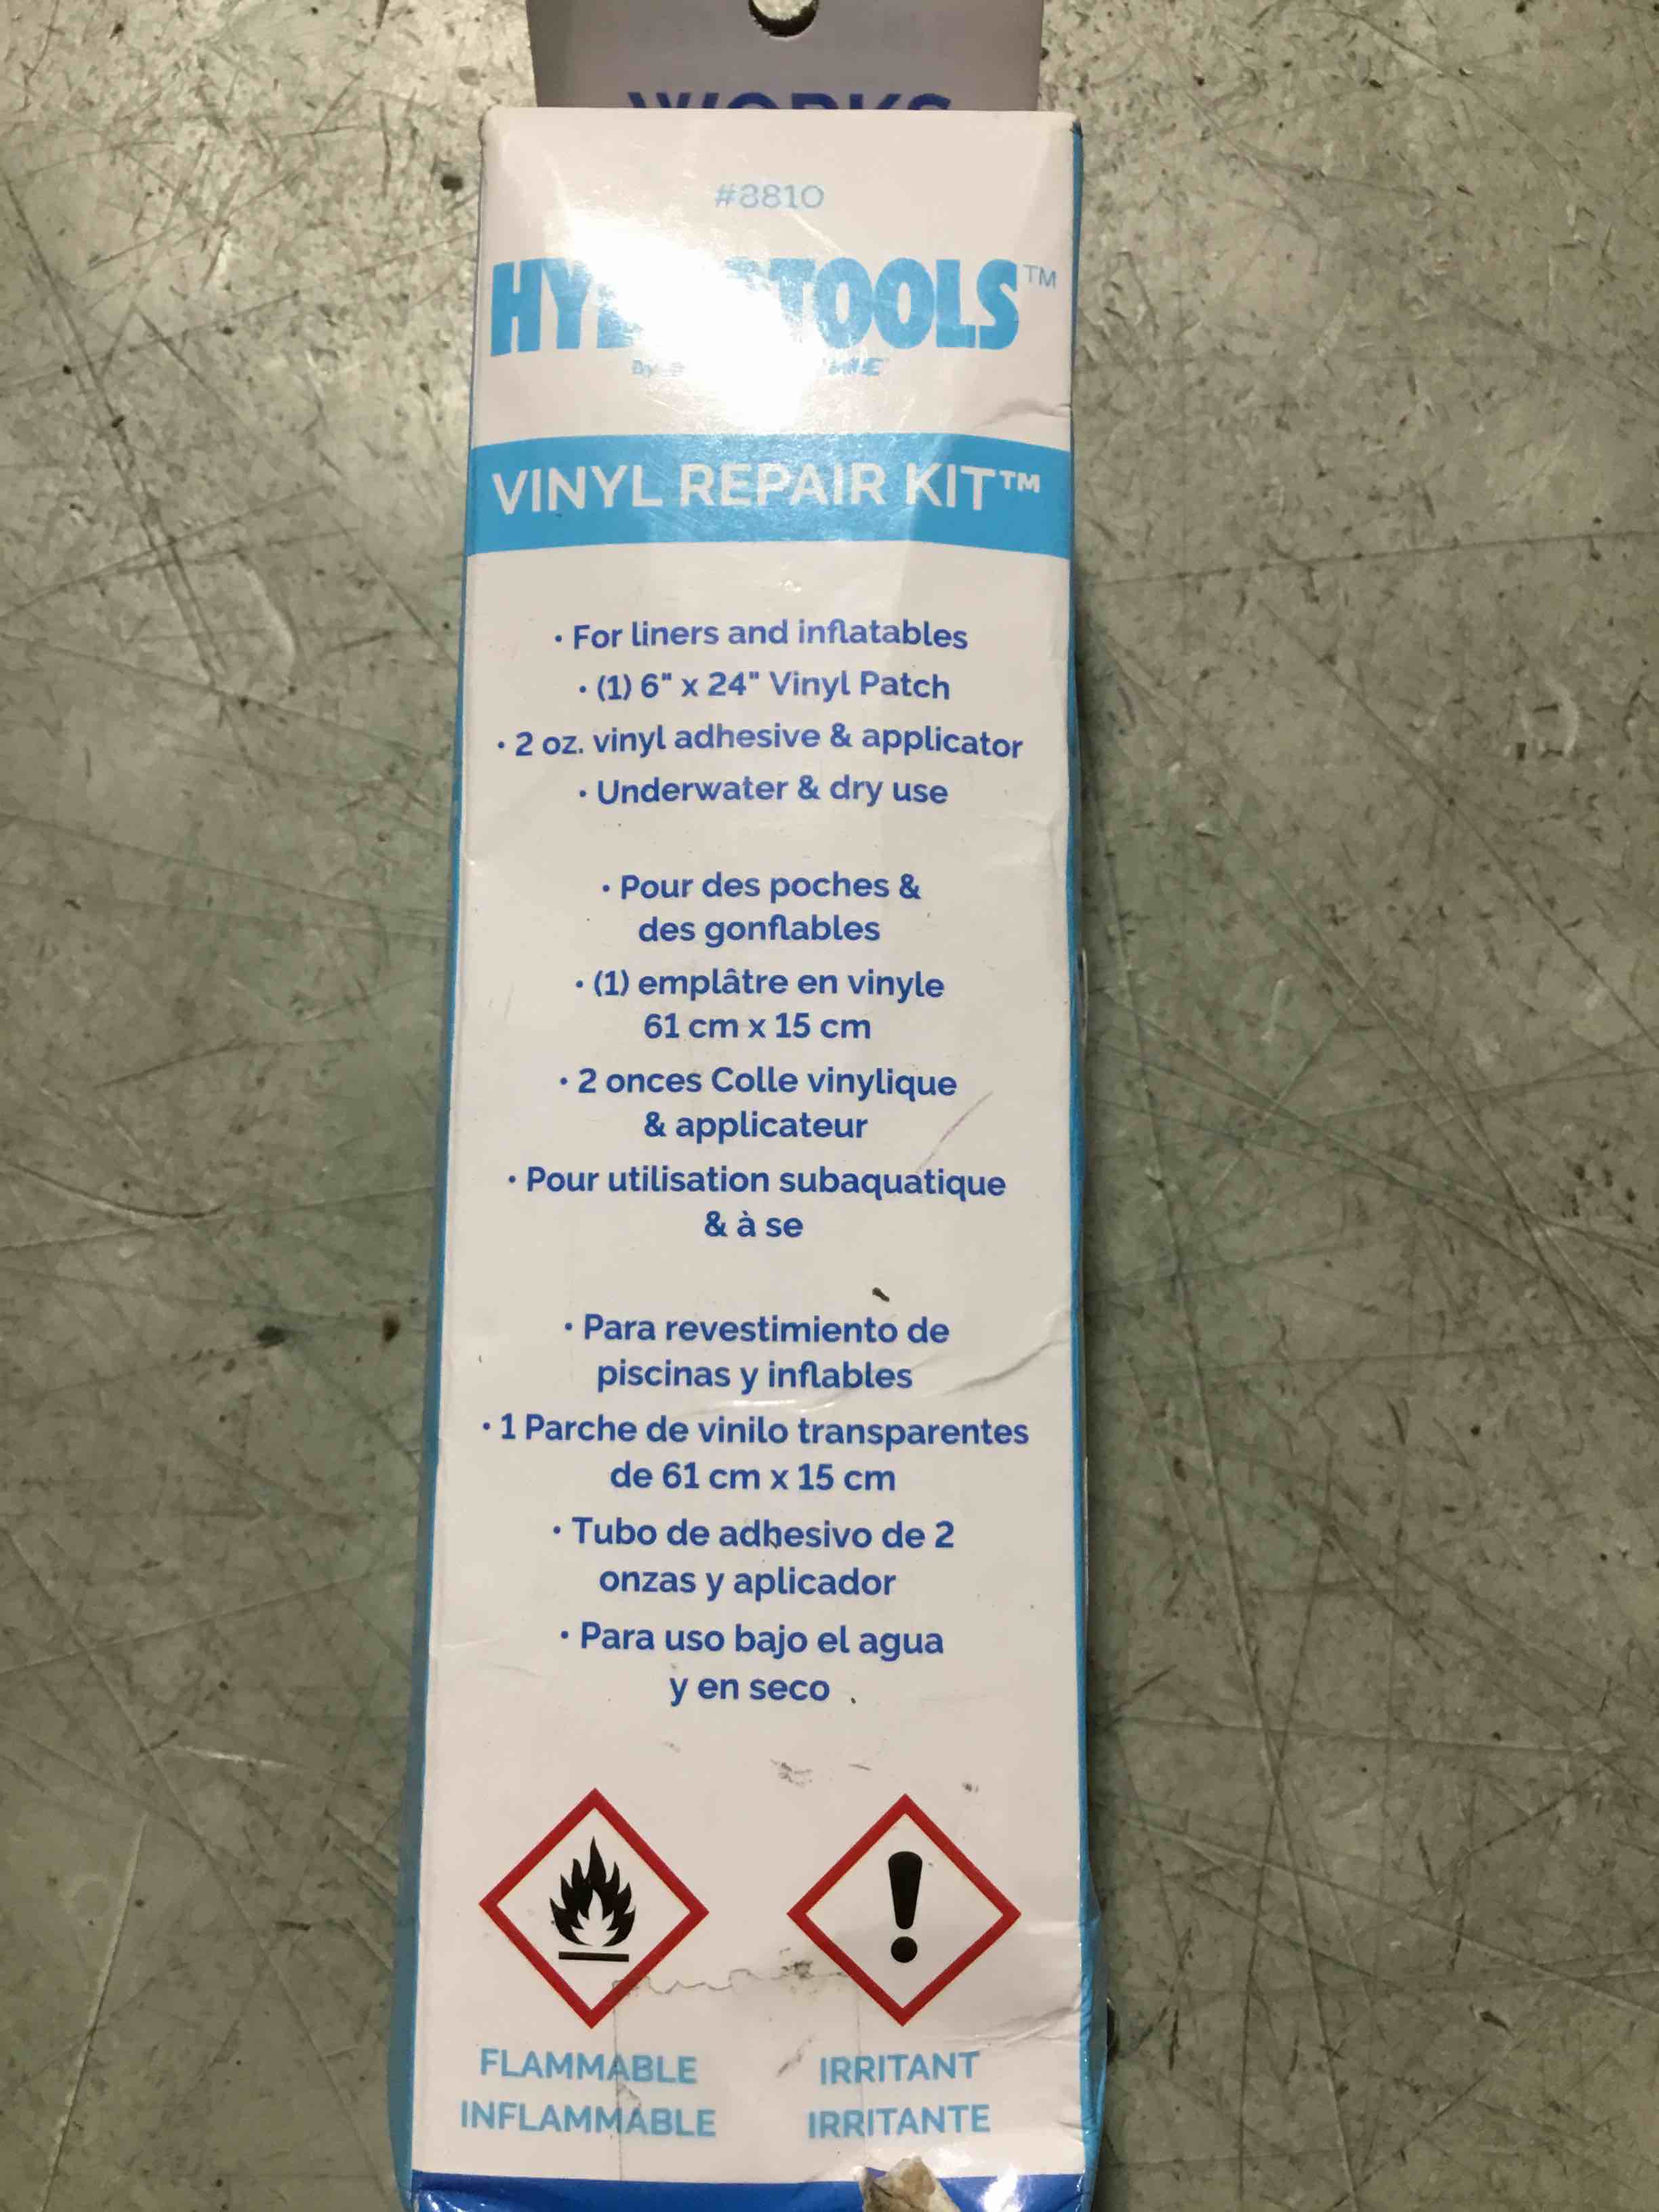 WORKS
#8810
TOOLS™
By
VINYL REPAIR KIT™
• For liners and inflatables
• (1) 6" x 24" Vinyl Patch
• 2 oz. vinyl adhesive & applicator
• Underwater & dry use
• Pour des poches &
des gonflables
• (1) emplâtre en vinyle
61 cm x 15 cm
• 2 onces Colle vinylique
& applicateur
• Pour utilisation subaquatique
& à se
• Para revestimiento de
piscinas y inflables
• 1 Parche de vinilo transparentes
de 61 cm x 15 cm
• Tubo de adhesivo de 2
onzas y aplicador
• Para uso bajo el agua
y en seco
FLAMMABLE
INFLAMMABLE
IRRITANT
IRRITANTE